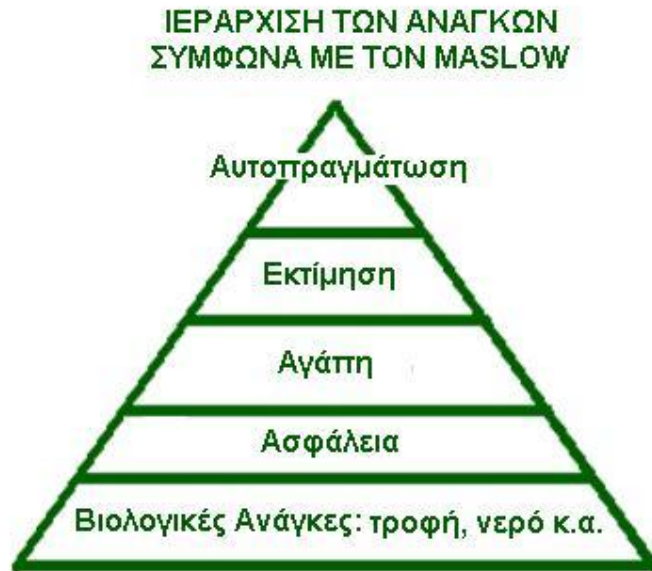 ΙΕΡΑΡΧΙΣΗ ΤΩΝ ΑΝΑΓΚΩΝ
ΣΥΜΦΩΝΑ ΜΕ ΤΟΝ MASLOW
Αυτοπραγμάτωση
Εκτίμηση
Αγάπη
Ασφάλεια
Βιολογικές Ανάγκες: τροφή, νερό κ.α.